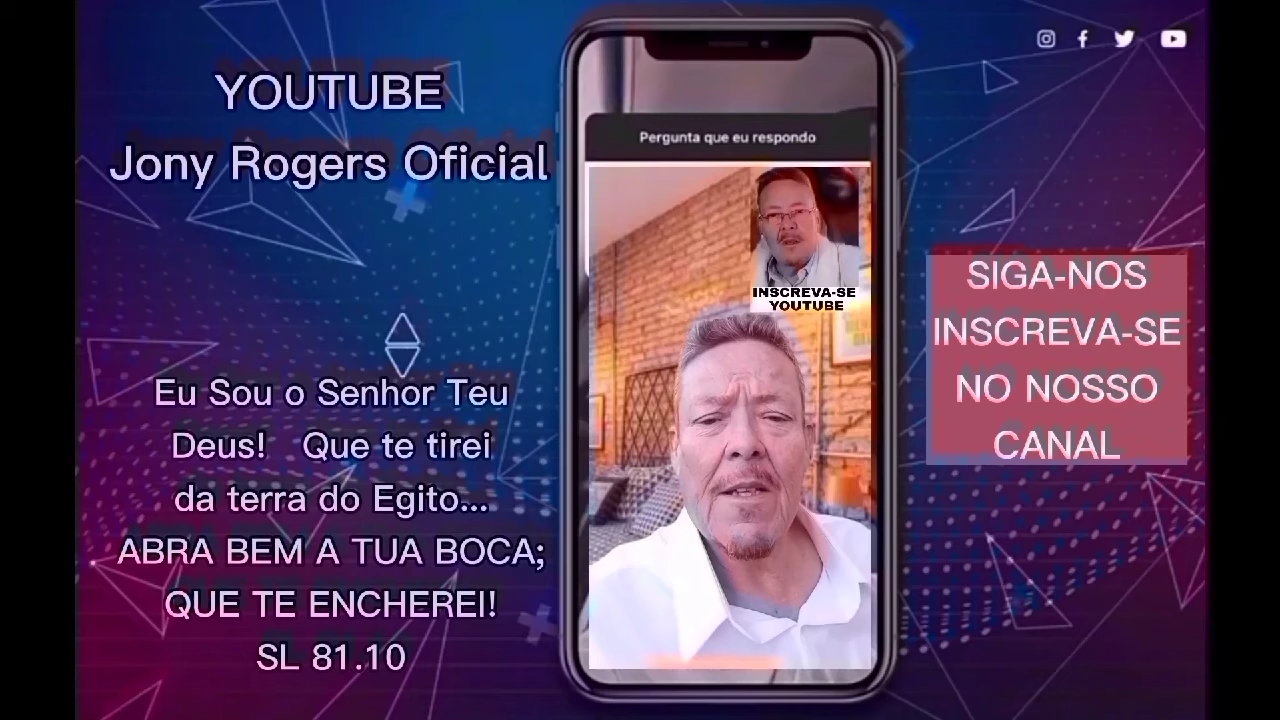 YOUTUBE
Jony Rogers Oficial
Eu Sou o Senhor Teu
Deus! Que te tirei
da terra do Egito...
ABRA BEM A TUA BOCA;
QUE TE ENCHEREI!
SL 81.10
Pergunta que eu respondo
INSCREVA-SE
YOUTUBE
SIGA-NOS
INSCREVA-SE
NO NOSSO
CANAL